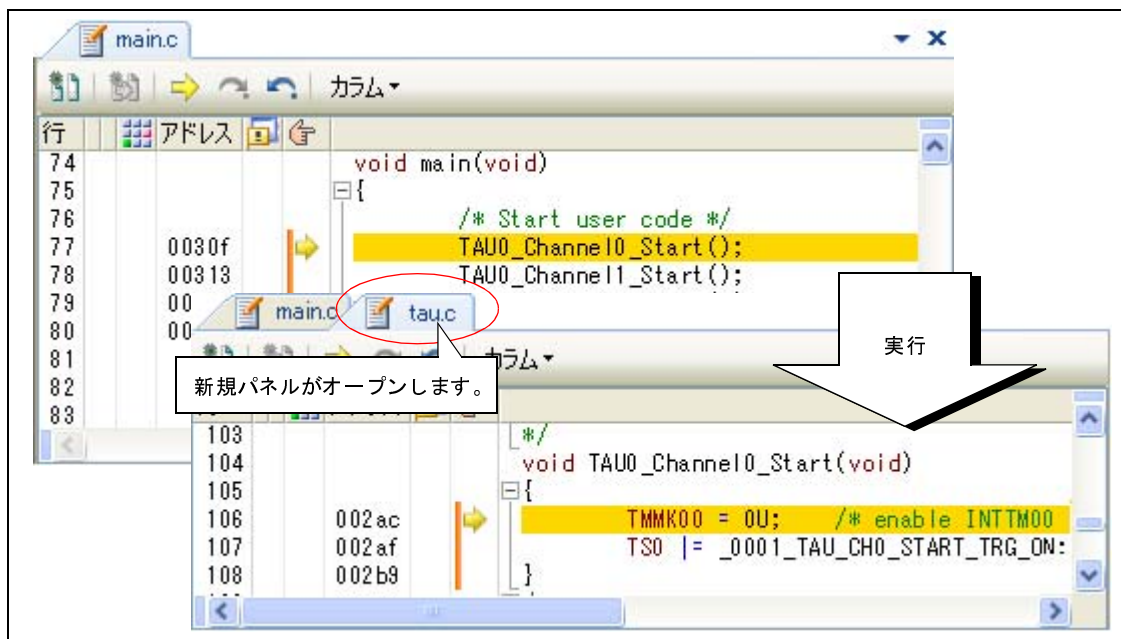 main.c
カラム
行 アドレス
74 void main(void)
75 {
76 /* Start user code */
77 0030f TAU0_Channel0_Start();
78 00313 TAU0_Channel1_Start();
79 00
80 00
81
82
83
main.c tau.c
カラム
新規パネルがオープンします。
実行
103 */
104 void TAU0_Channel0_Start(void)
105 {
106 002ac TMMK00 = 0U; /* enable INTTM00
107 002af TS0 |= _0001_TAU_CH0_START_TRG_ON:
108 002b9 }